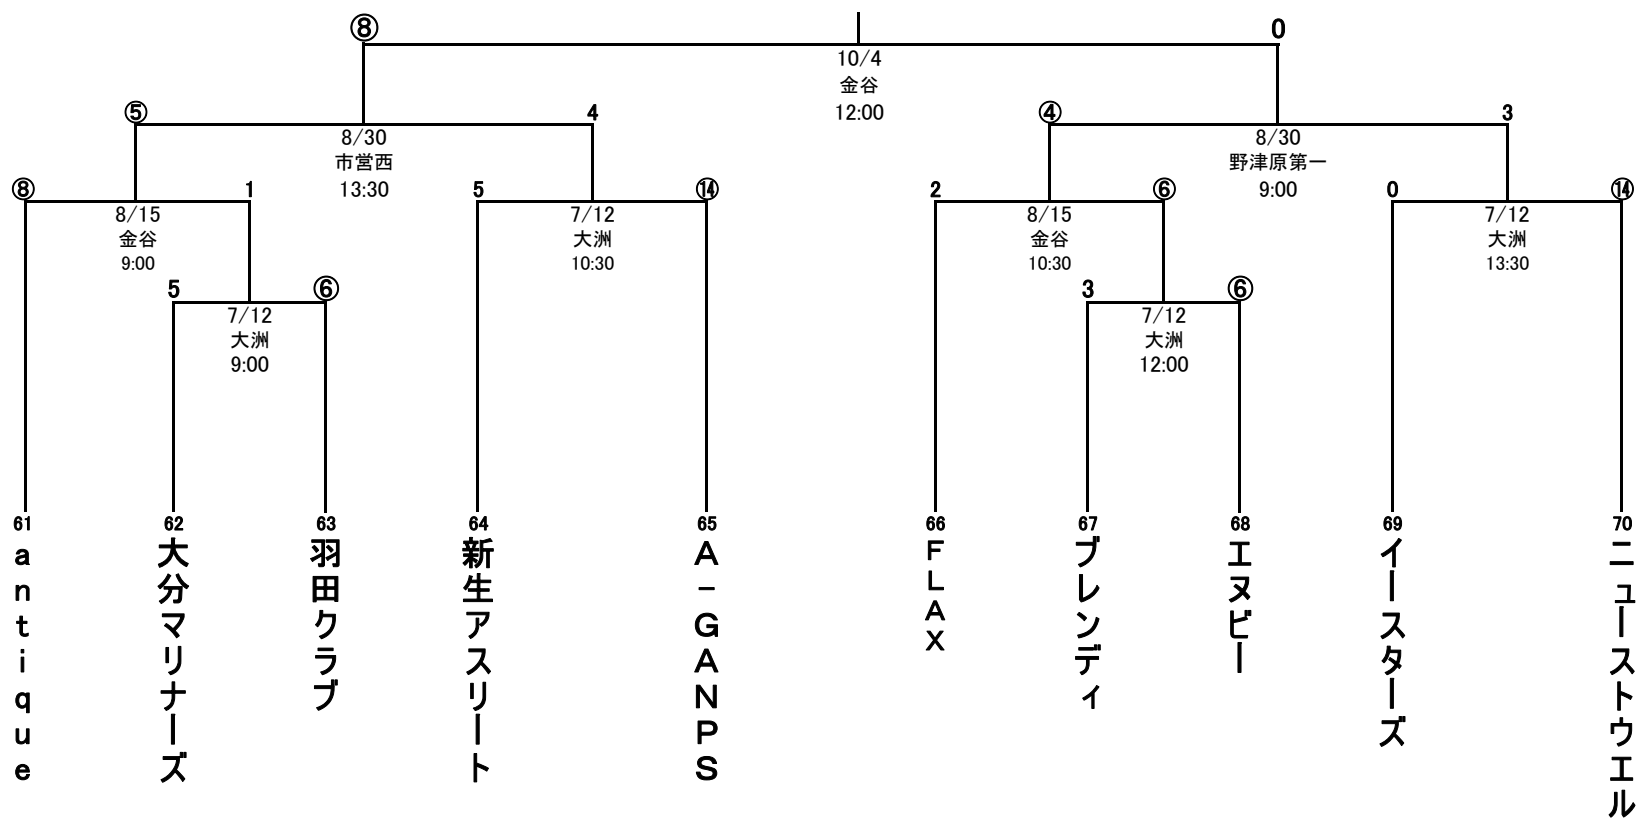 ⑧ 0
10/4
金谷
12:00
⑤ 4
8/30
市営西
13:30
④ 3
8/30
野津原第一
9:00
⑧ 1
8/15
金谷
9:00
5 ⑭
7/12
大洲
10:30
2 ⑥
8/15
金谷
10:30
0 ⑭
7/12
大洲
13:30
5 ⑥
7/12
大洲
9:00
3 ⑥
7/12
大洲
12:00
61
antique
62
大分マリナーズ
63
羽田クラブ
64
新生アスリート
65
A-GANPS
66
FLAX
67
ブレンディ
68
エヌビー
69
イースターズ
70
ニューストウエル